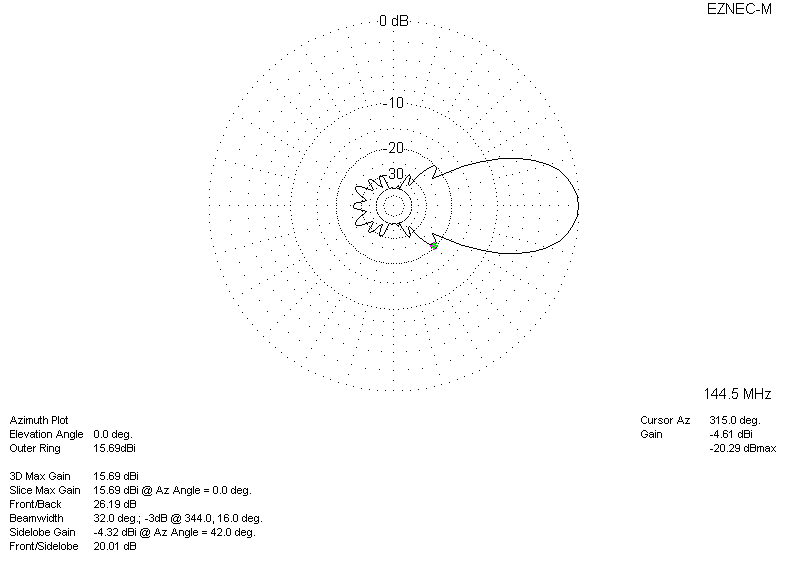 EZNEC-M
0 dB
-10
-20
-30
144.5 MHz
Azimuth Plot
Elevation Angle 0.0 deg.
Outer Ring 15.69dBi
Cursor Az 315.0 deg.
Gain -4.61 dBi
-20.29 dBmax
3D Max Gain 15.69 dBi
Slice Max Gain 15.69 dBi @ Az Angle = 0.0 deg.
Front/Back 26.19 dB
Beamwidth 32.0 deg.; -3dB @ 344.0, 16.0 deg.
Sidelobe Gain -4.32 dBi @ Az Angle = 42.0 deg.
Front/Sidelobe 20.01 dB